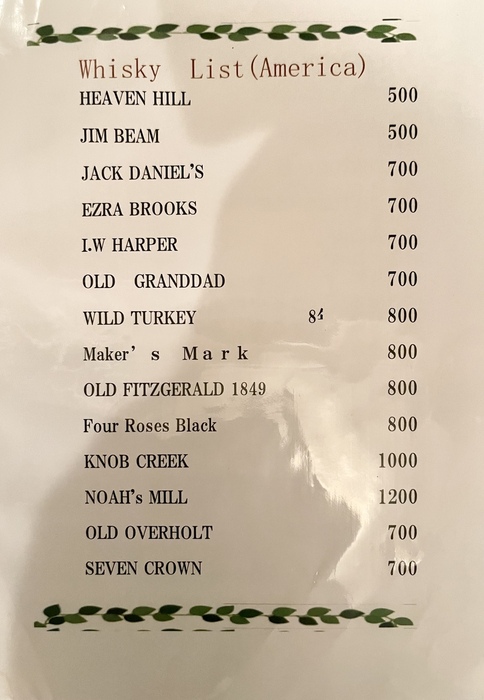 Whisky List(America)
HEAVEN HILL 500
JIM BEAM 500
JACK DANIEL'S 700
EZRA BROOKS 700
I.W HARPER 700
OLD GRANDDAD 700
WILD TURKEY 8年 800
Maker's Mark 800
OLD FITZGERALD 1849 800
Four Roses Black 800
KNOB CREEK 1000
NOAH's MILL 1200
OLD OVERHOLT 700
SEVEN CROWN 700